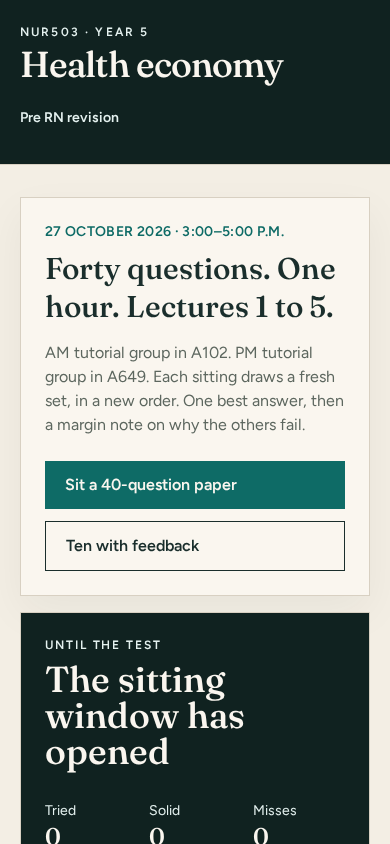 NUR503 · YEAR 5
Health economy
Pre RN revision
27 OCTOBER 2026 · 3:00–5:00 P.M.
Forty questions. One
hour. Lectures 1 to 5.
AM tutorial group in A102. PM tutorial
group in A649. Each sitting draws a fresh
set, in a new order. One best answer, then
a margin note on why the others fail.
Sit a 40-question paper
Ten with feedback
UNTIL THE TEST
The sitting
window has
opened
Tried Solid Misses
0 0 0